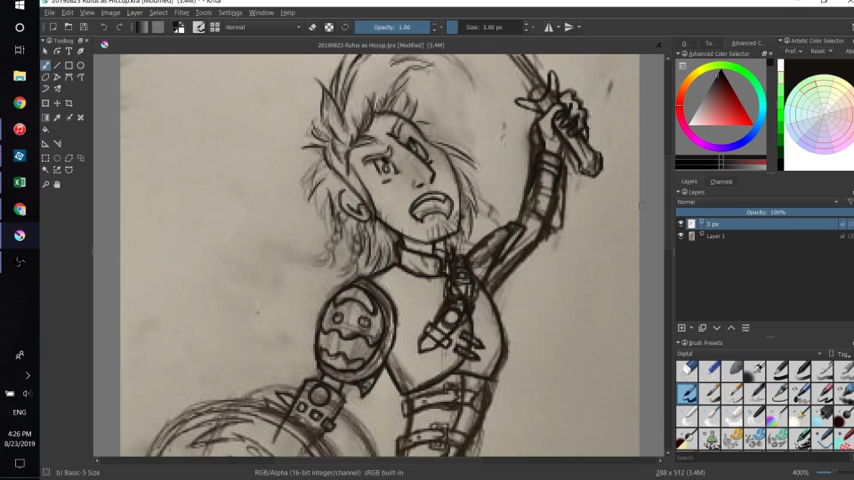 20190823 Rufus as Hiccup.kra [Modified] (3.4M) - Krita
File Edit View Image Layer Select Filter Tools Settings Window Help
Normal Opacity: 1.00 Size: 3.00 px
20190823 Rufus as Hiccup.kra [Modified] (3.4M)
Toolbox
Advanced C...
Artistic Color Selector
Advanced Color Selector
Pref. Reset
Layers Channels
Layers
Normal
Opacity: 100%
3 px
Layer 1
Brush Presets
Digital
Tag
Search
4:26 PM
8/23/2019
b) Basic-5 Size
RGB/Alpha (16-bit integer/channel) sRGB built-in
288 x 512 (3.4M)
400%